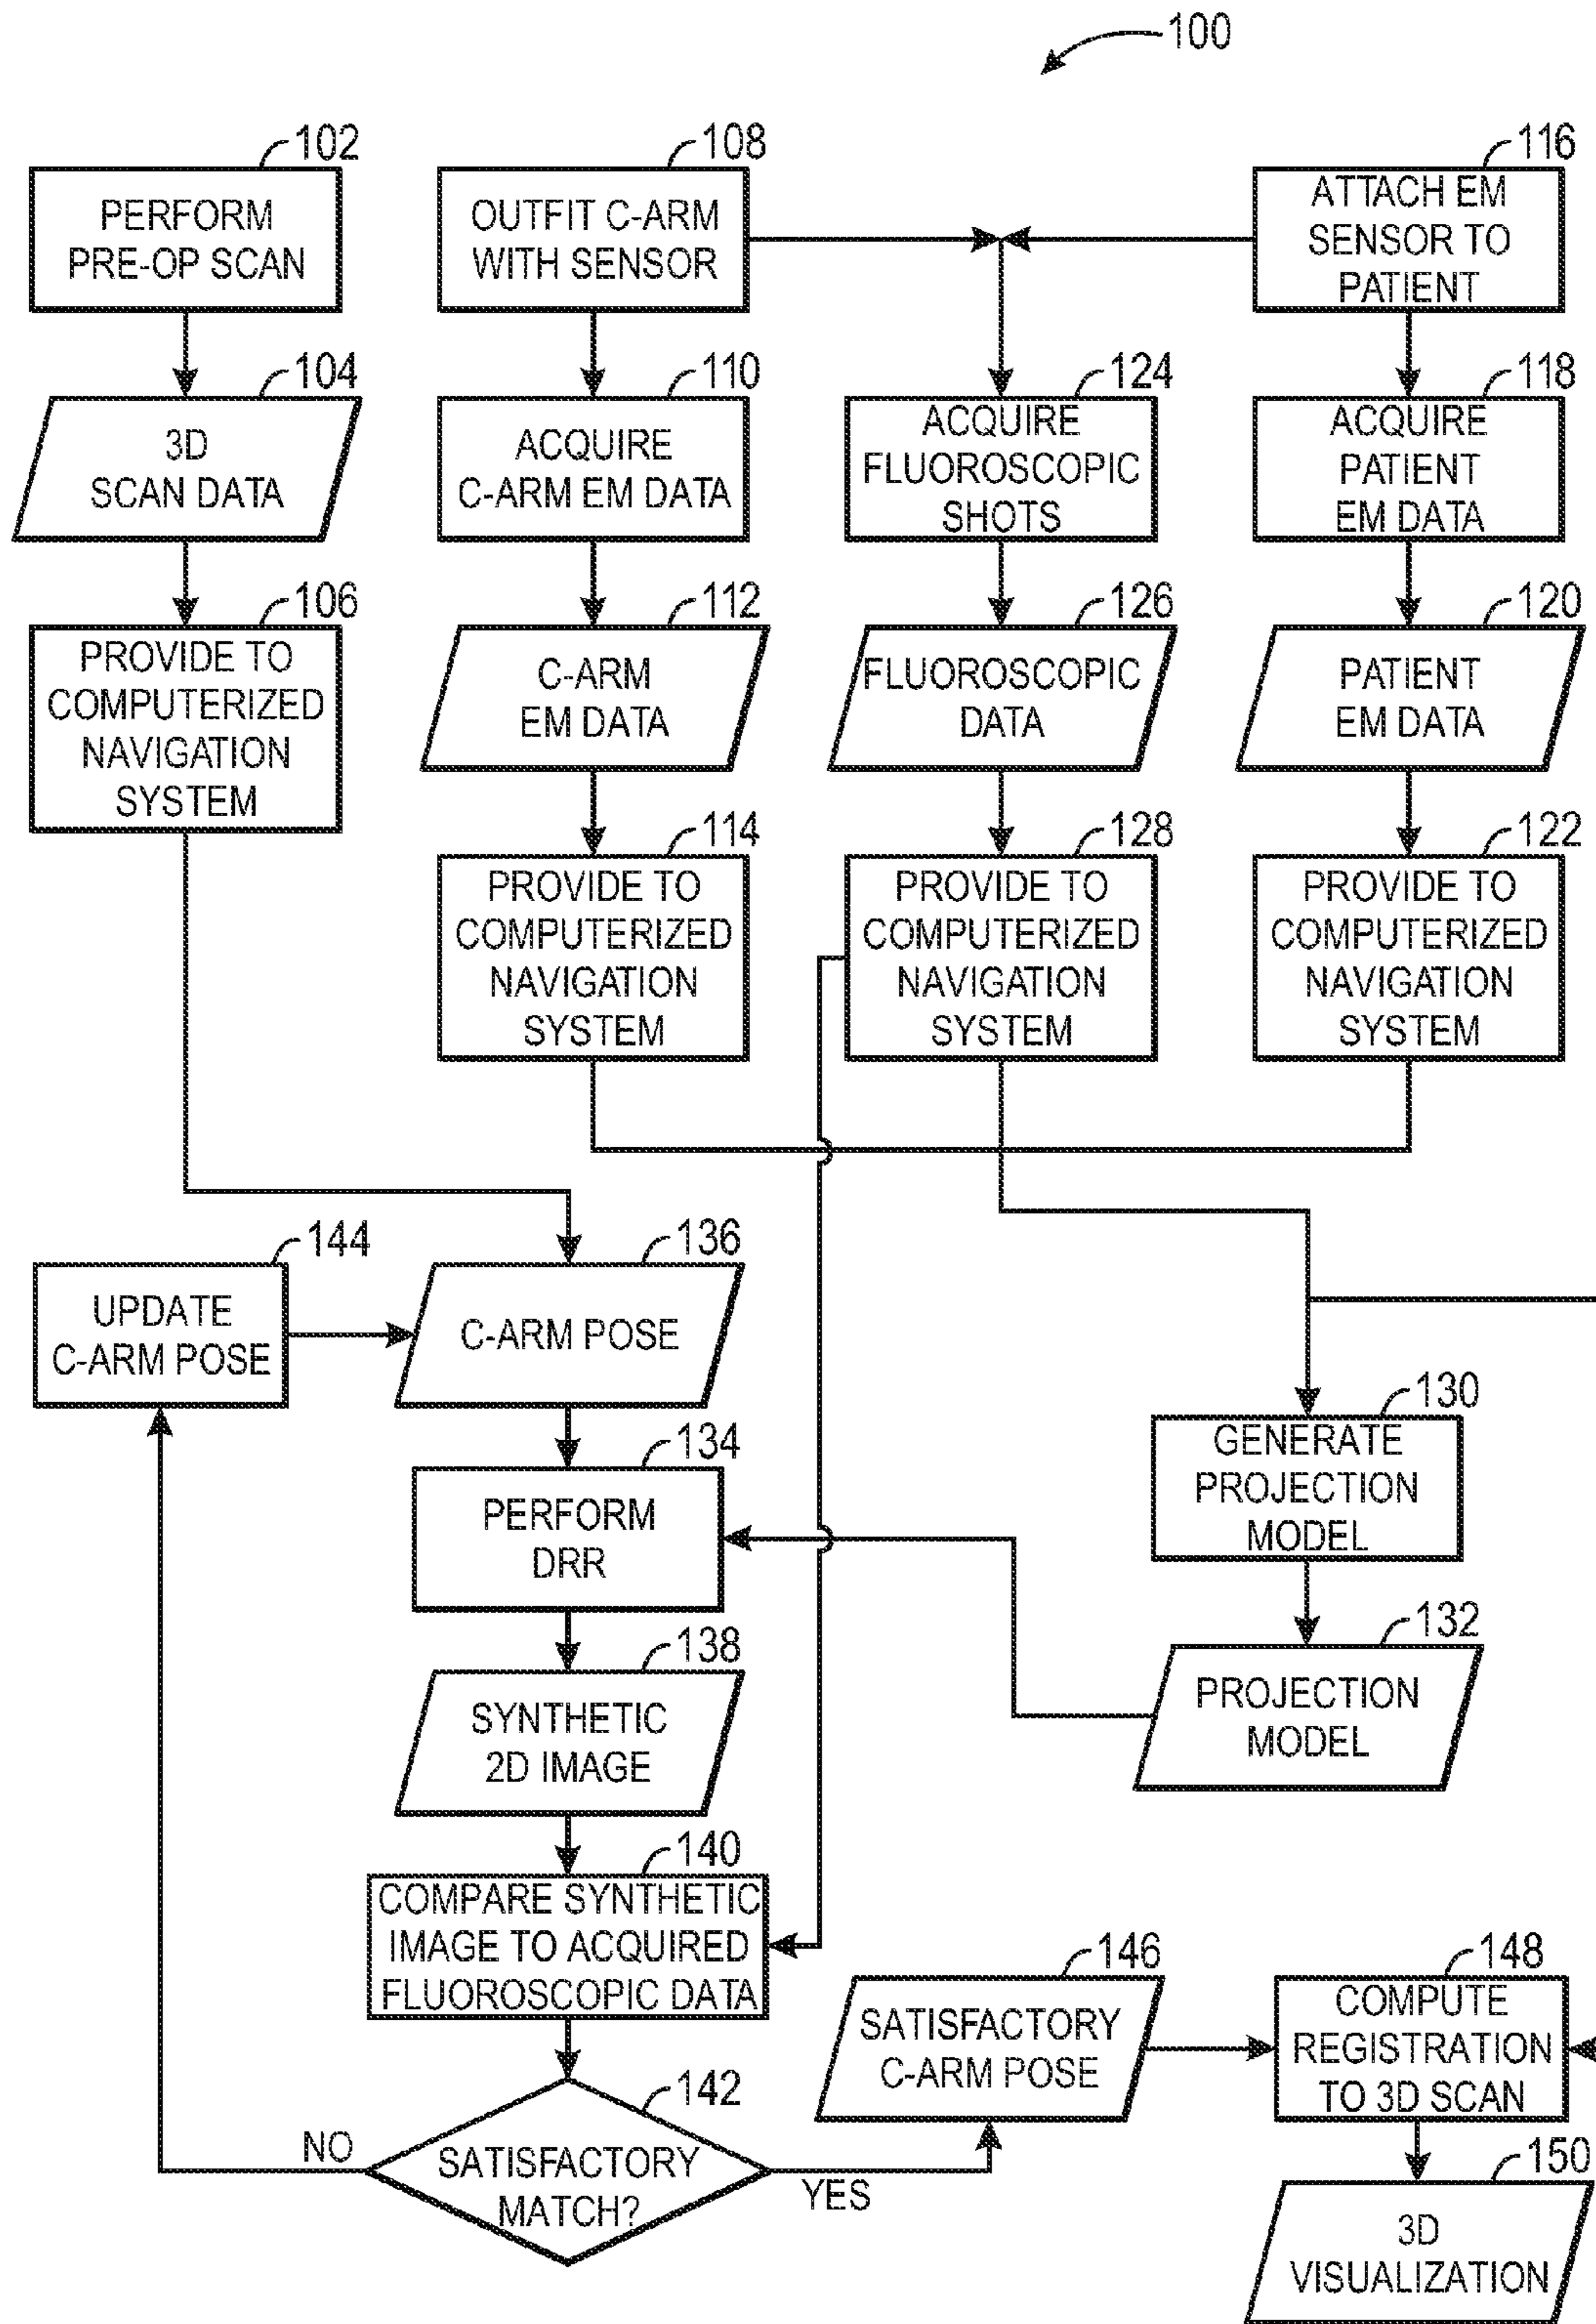 100
102
PERFORM
PRE-OP SCAN
104
3D
SCAN DATA
106
PROVIDE TO
COMPUTERIZED
NAVIGATION
SYSTEM
108
OUTFIT C-ARM
WITH SENSOR
110
ACQUIRE
C-ARM EM DATA
112
C-ARM
EM DATA
114
PROVIDE TO
COMPUTERIZED
NAVIGATION
SYSTEM
124
ACQUIRE
FLUOROSCOPIC
SHOTS
126
FLUOROSCOPIC
DATA
128
PROVIDE TO
COMPUTERIZED
NAVIGATION
SYSTEM
116
ATTACH EM
SENSOR TO
PATIENT
118
ACQUIRE
PATIENT
EM DATA
120
PATIENT
EM DATA
122
PROVIDE TO
COMPUTERIZED
NAVIGATION
SYSTEM
144
UPDATE
C-ARM POSE
136
C-ARM POSE
134
PERFORM
DRR
138
SYNTHETIC
2D IMAGE
140
COMPARE SYNTHETIC
IMAGE TO ACQUIRED
FLUOROSCOPIC DATA
142
SATISFACTORY
MATCH?
NO
YES
130
GENERATE
PROJECTION
MODEL
132
PROJECTION
MODEL
146
SATISFACTORY
C-ARM POSE
148
COMPUTE
REGISTRATION
TO 3D SCAN
150
3D
VISUALIZATION